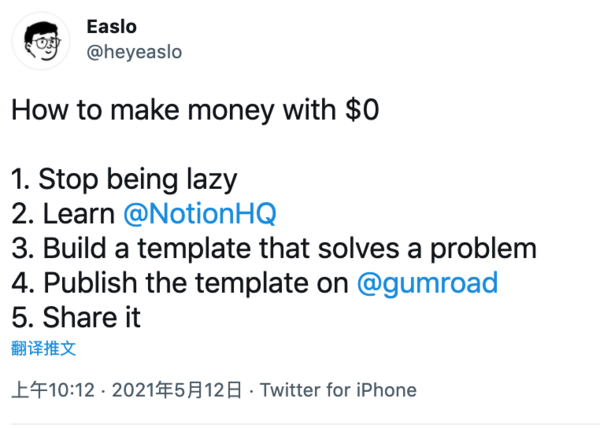 Easlo
@heyeaslo
How to make money with $0
1. Stop being lazy
2. Learn @NotionHQ
3. Build a template that solves a problem
4. Publish the template on @gumroad
5. Share it
翻译推文
上午10:12 · 2021年5月12日 · Twitter for iPhone